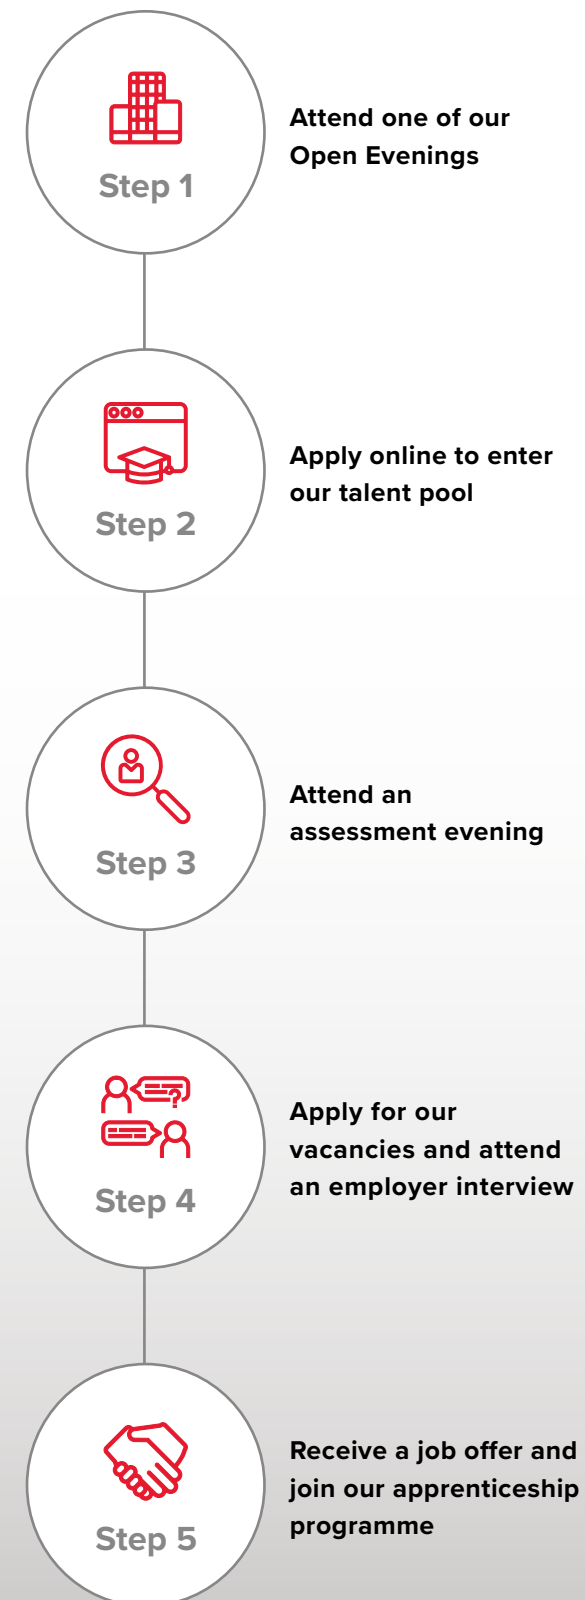 Step 1
Attend one of our
Open Evenings
Step 2
Apply online to enter
our talent pool
Step 3
Attend an
assessment evening
Step 4
Apply for our
vacancies and attend
an employer interview
Step 5
Receive a job offer and
join our apprenticeship
programme